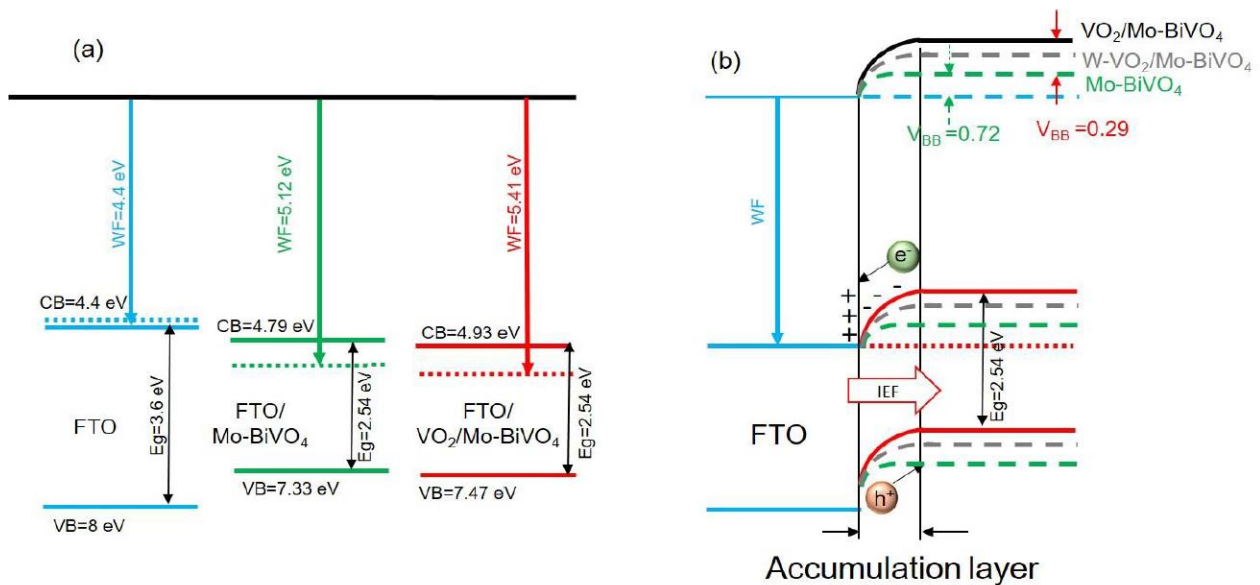 (a)
WF=4.4 eV
WF=5.12 eV
WF=5.41 eV
CB=4.4 eV
CB=4.79 eV
CB=4.93 eV
FTO
Eg=3.6 eV
FTO/
Mo-BiVO₄
Eg=2.54 eV
FTO/
VO₂/Mo-BiVO₄
Eg=2.54 eV
VB=8 eV
VB=7.33 eV
VB=7.47 eV
(b)
VO₂/Mo-BiVO₄
W-VO₂/Mo-BiVO₄
Mo-BiVO₄
V_BB=0.72
V_BB=0.29
WF
e⁻
+ - - -
+ -
+
IEF
Eg=2.54 eV
FTO
h⁺
Accumulation layer